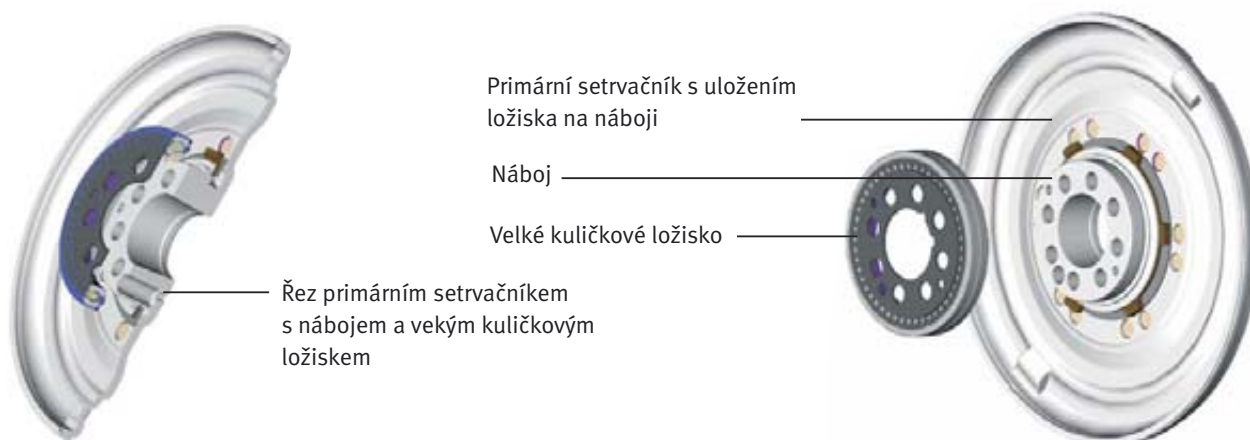 Primární setrvačník s uložením
ložiska na náboji
Náboj
Velké kuličkové ložisko
Řez primárním setrvačníkem
s nábojem a vekým kuličkovým
ložiskem